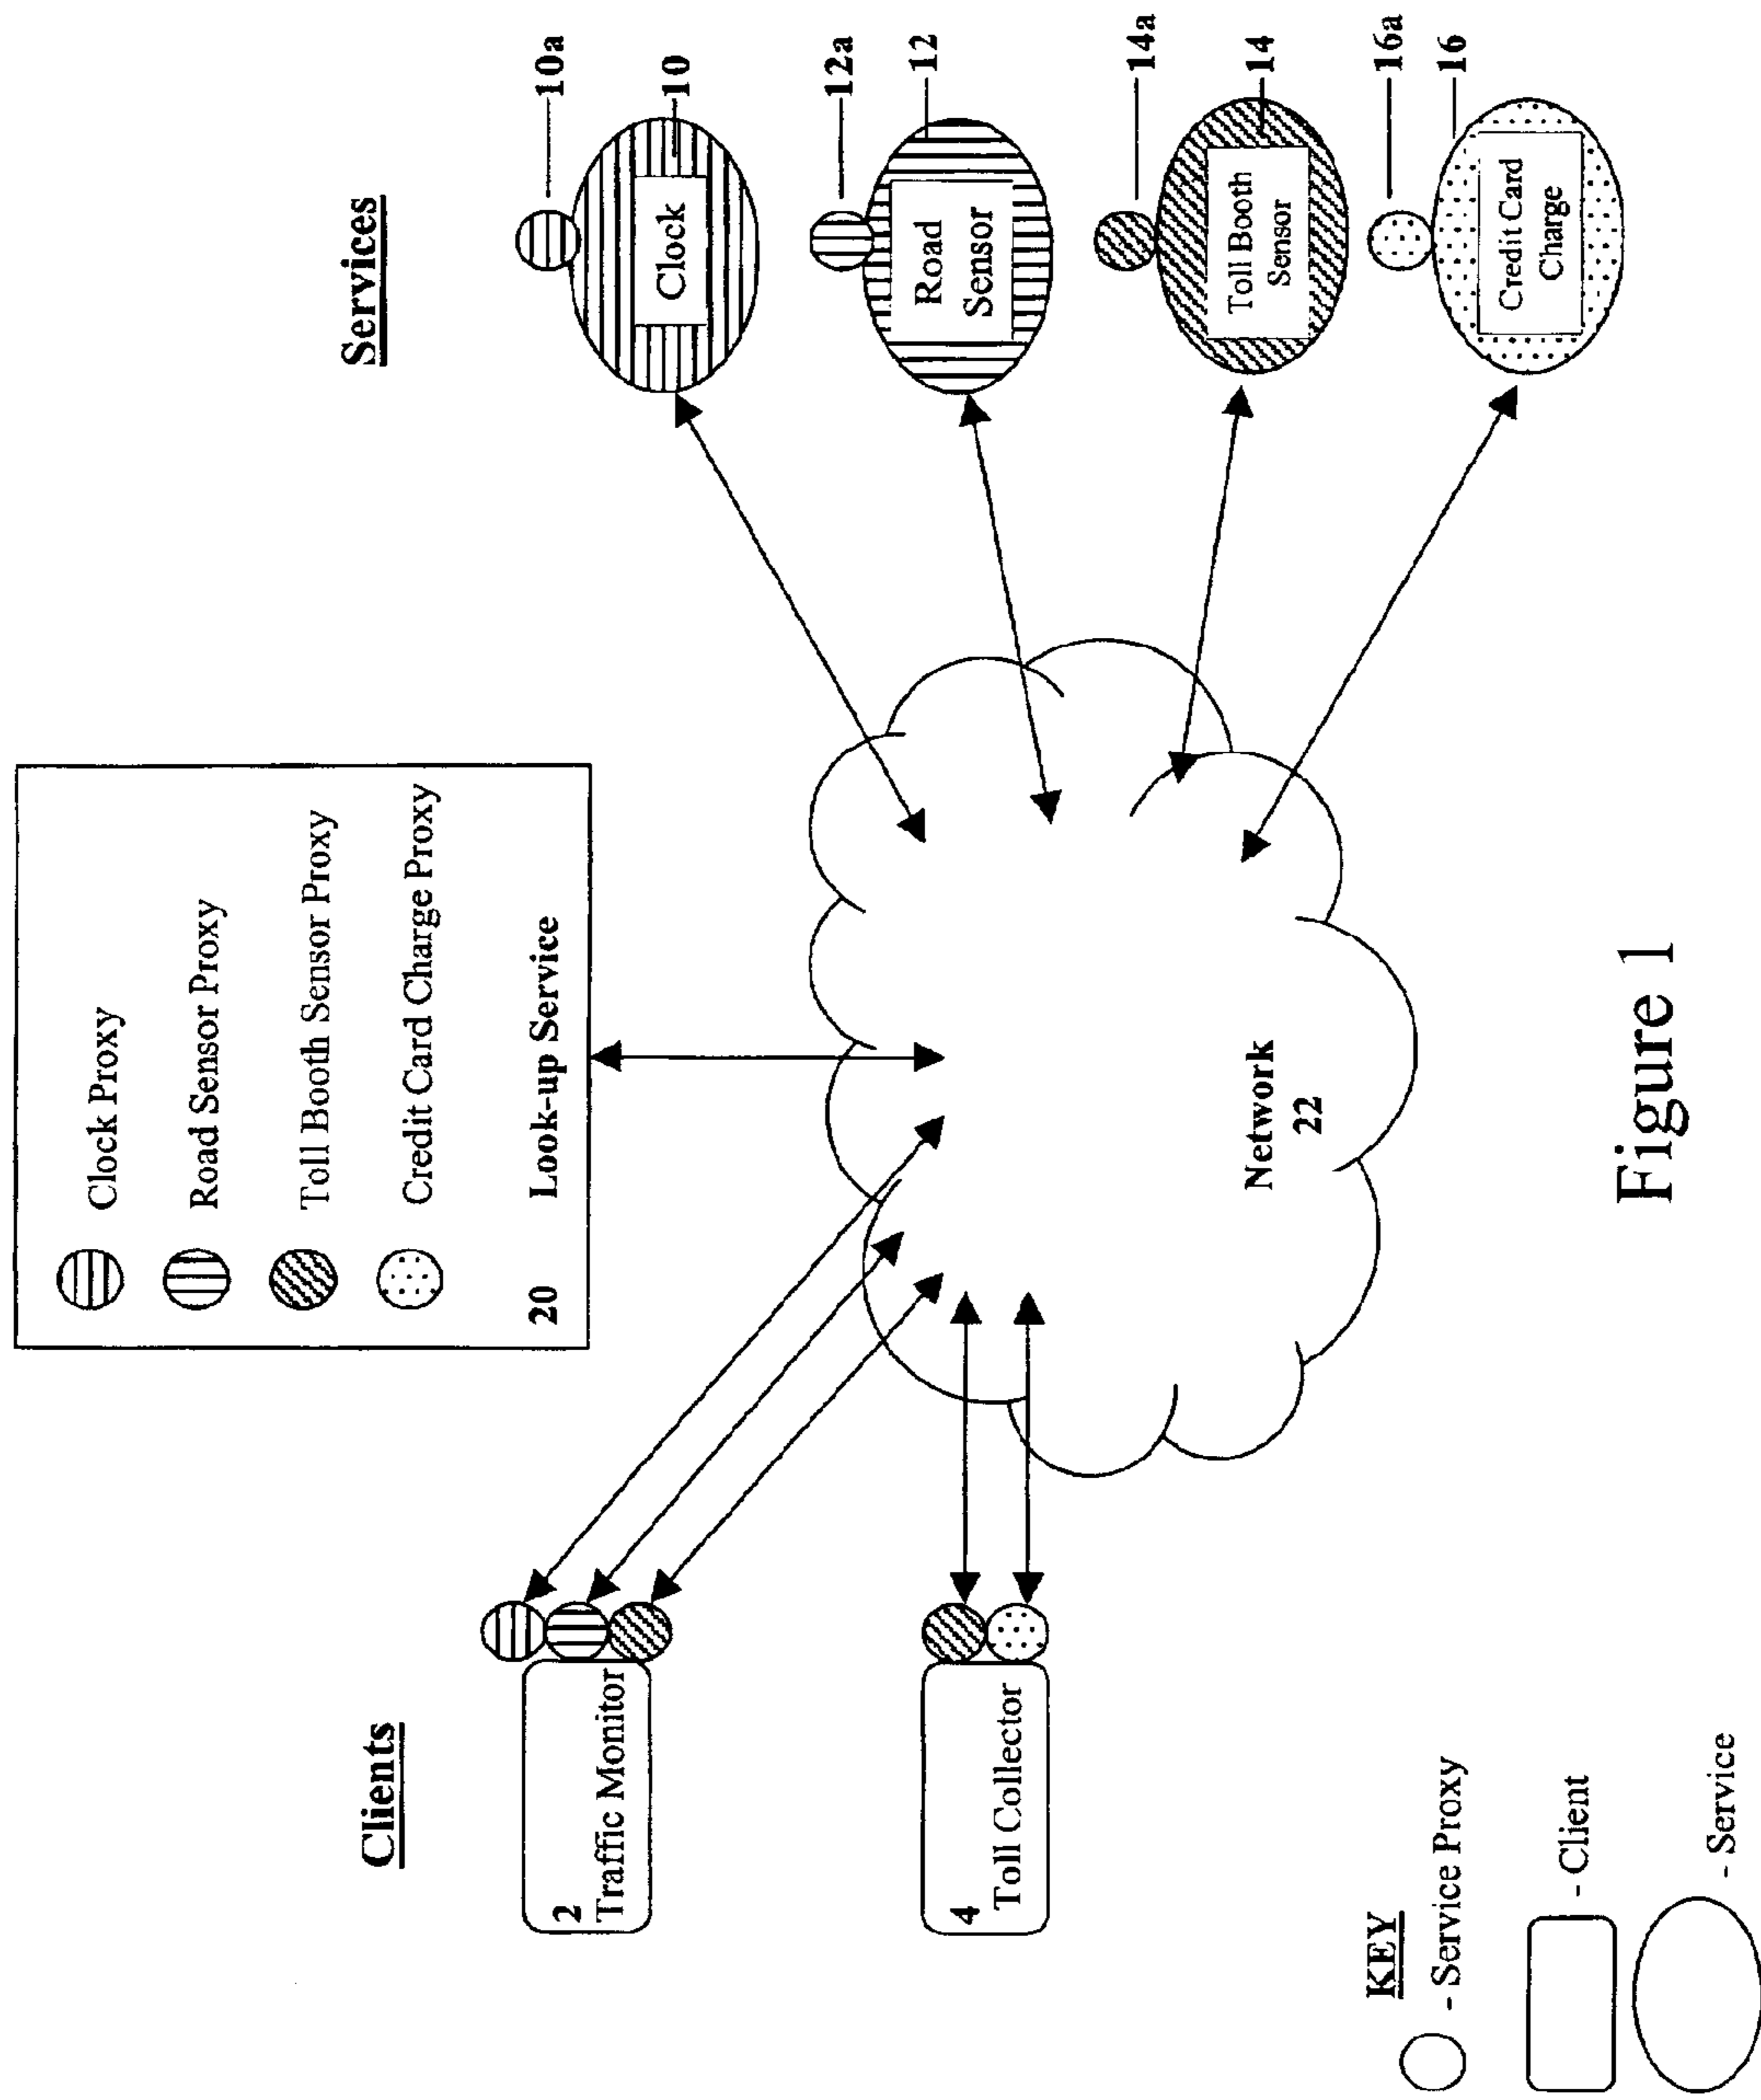 Clock Proxy
Road Sensor Proxy
Toll Booth Sensor Proxy
Credit Card Charge Proxy
20 Look-up Service
Clients
Services
2
Traffic Monitor
4
Toll Collector
Network
22
10a
10
Clock
12a
12
Road
Sensor
14a
14
Toll Booth
Sensor
16a
16
Credit Card
Charge
KEY
- Service Proxy
- Client
- Service
Figure 1